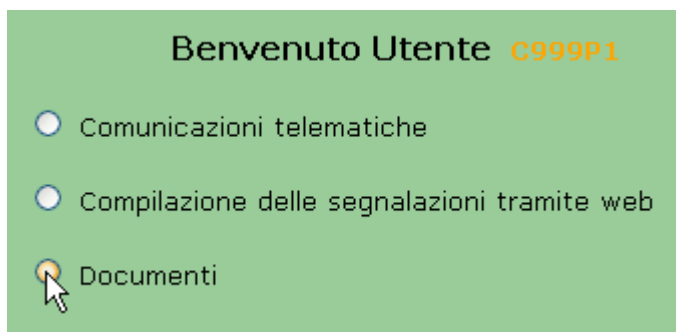 Benvenuto Utente C999P1
Comunicazioni telematiche
Compilazione delle segnalazioni tramite web
Documenti